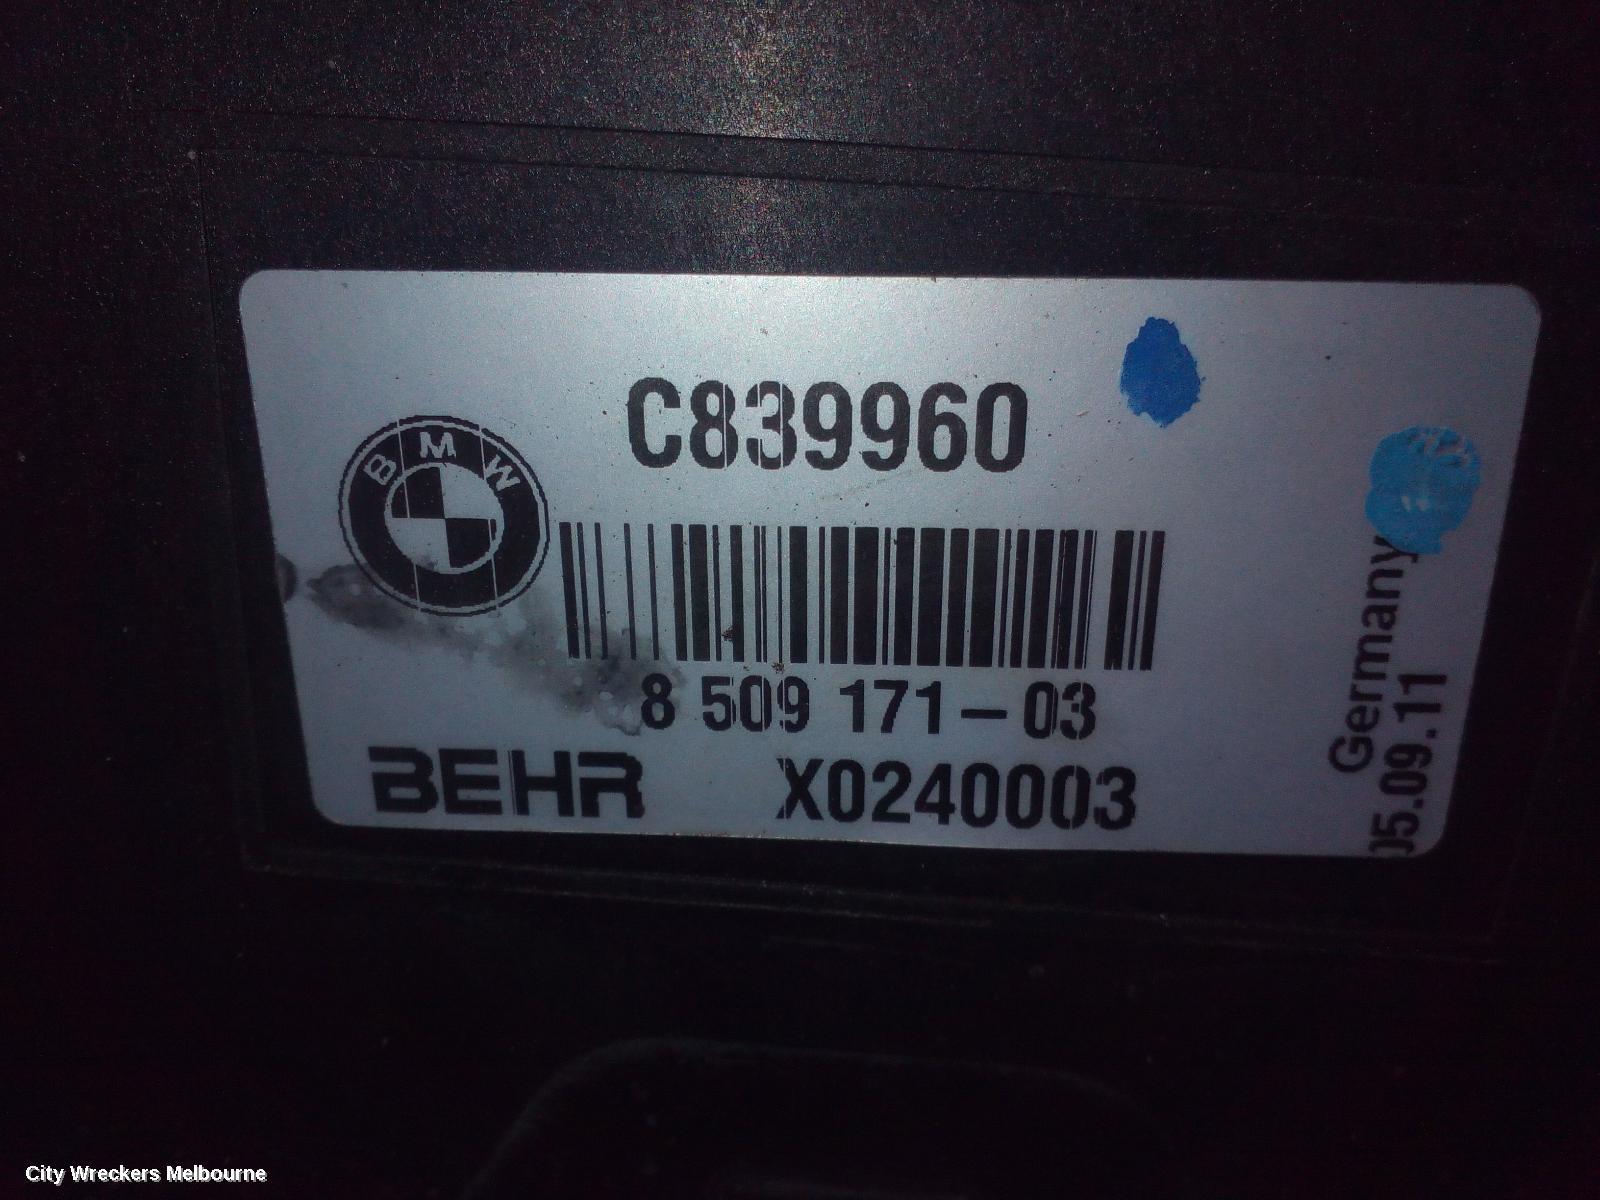 C839960
BMW
8 509 171-03
BEHR X0240003
Germany
05.09.11
City Wreckers Melbourne